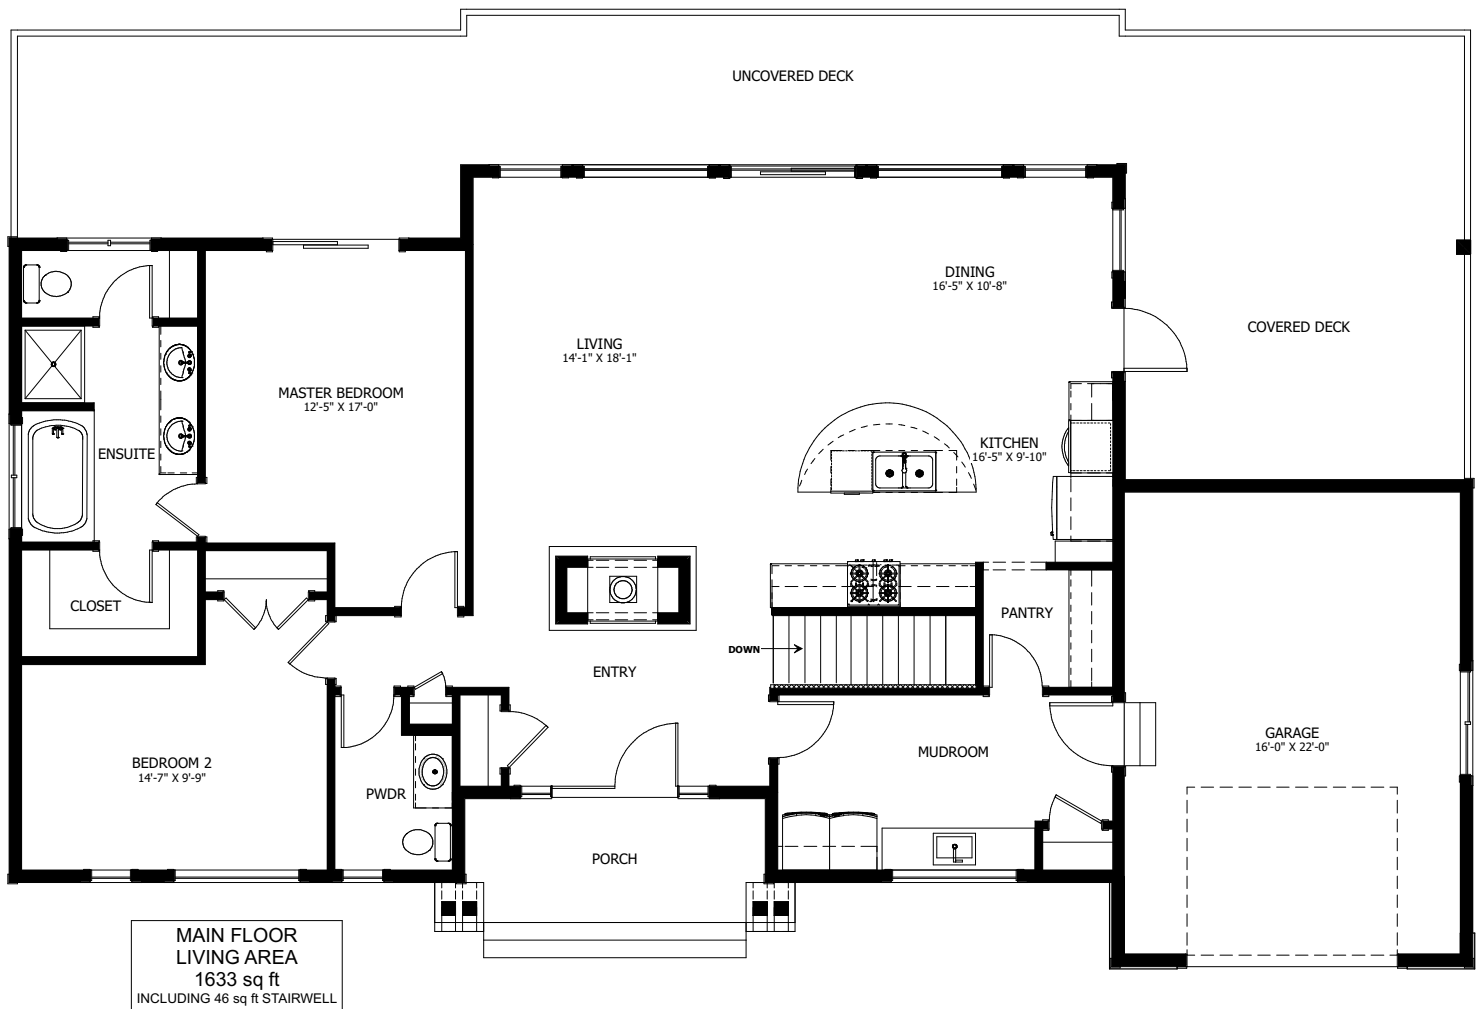 UNCOVERED DECK
DINING
16'-5" X 10'-8"
COVERED DECK
LIVING
14'-1" X 18'-1"
MASTER BEDROOM
12'-5" X 17'-0"
KITCHEN
16'-5" X 9'-10"
ENSUITE
CLOSET
PANTRY
DOWN
ENTRY
GARAGE
16'-0" X 22'-0"
MUDROOM
BEDROOM 2
14'-7" X 9'-9"
PWDR
PORCH
MAIN FLOOR
LIVING AREA
1633 sq ft
INCLUDING 46 sq ft STAIRWELL